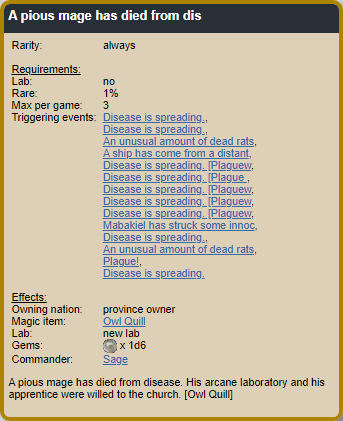 A pious mage has died from dis
Rarity: always
Requirements:
Lab: no
Rare: 1%
Max per game: 3
Triggering events: Disease is spreading.,
Disease is spreading.,
An unusual amount of dead rats,
A ship has come from a distant,
Disease is spreading. [Plaguew,
Disease is spreading. [Plague ,
Disease is spreading. [Plaguew,
Disease is spreading. [Plaguew,
Disease is spreading. [Plaguew,
Mabakiel has struck some innoc,
Disease is spreading.,
An unusual amount of dead rats,
Plague!,
Disease is spreading.
Effects:
Owning nation: province owner
Magic item: Owl Quill
Lab: new lab
Gems: x 1d6
Commander: Sage
A pious mage has died from disease. His arcane laboratory and his
apprentice were willed to the church. [Owl Quill]